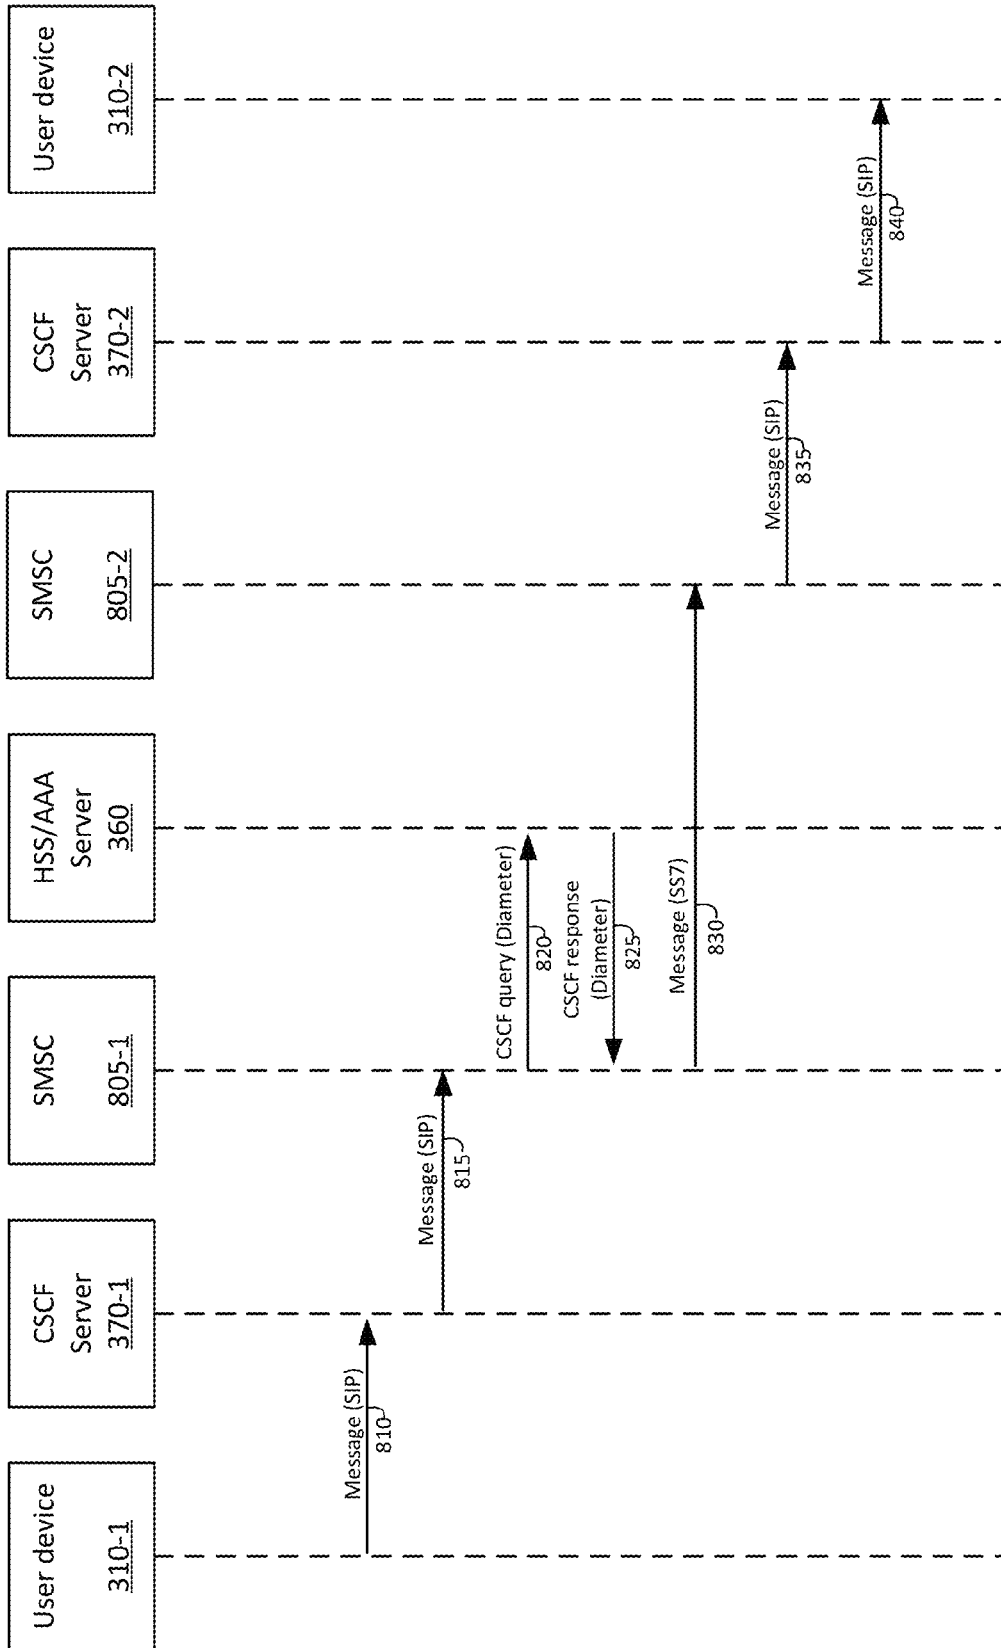 User device
310-1
CSCF
Server
370-1
SMSC
805-1
HSS/AAA
Server
360
SMSC
805-2
CSCF
Server
370-2
User device
310-2
Message (SIP)
810
Message (SIP)
815
CSCF query (Diameter)
820
CSCF response
(Diameter)
825
Message (SS7)
830
Message (SIP)
835
Message (SIP)
840